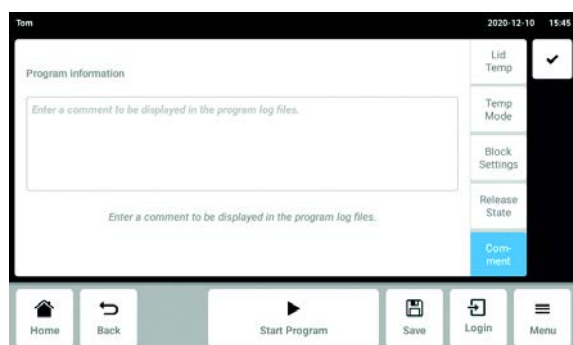 Tom
2020-12-10 15:45
Program information
Enter a comment to be displayed in the program log files.
Enter a comment to be displayed in the program log files.
Lid
Temp
Temp
Mode
Block
Settings
Release
State
Com-
ment
Home
Back
Start Program
Save
Login
Menu